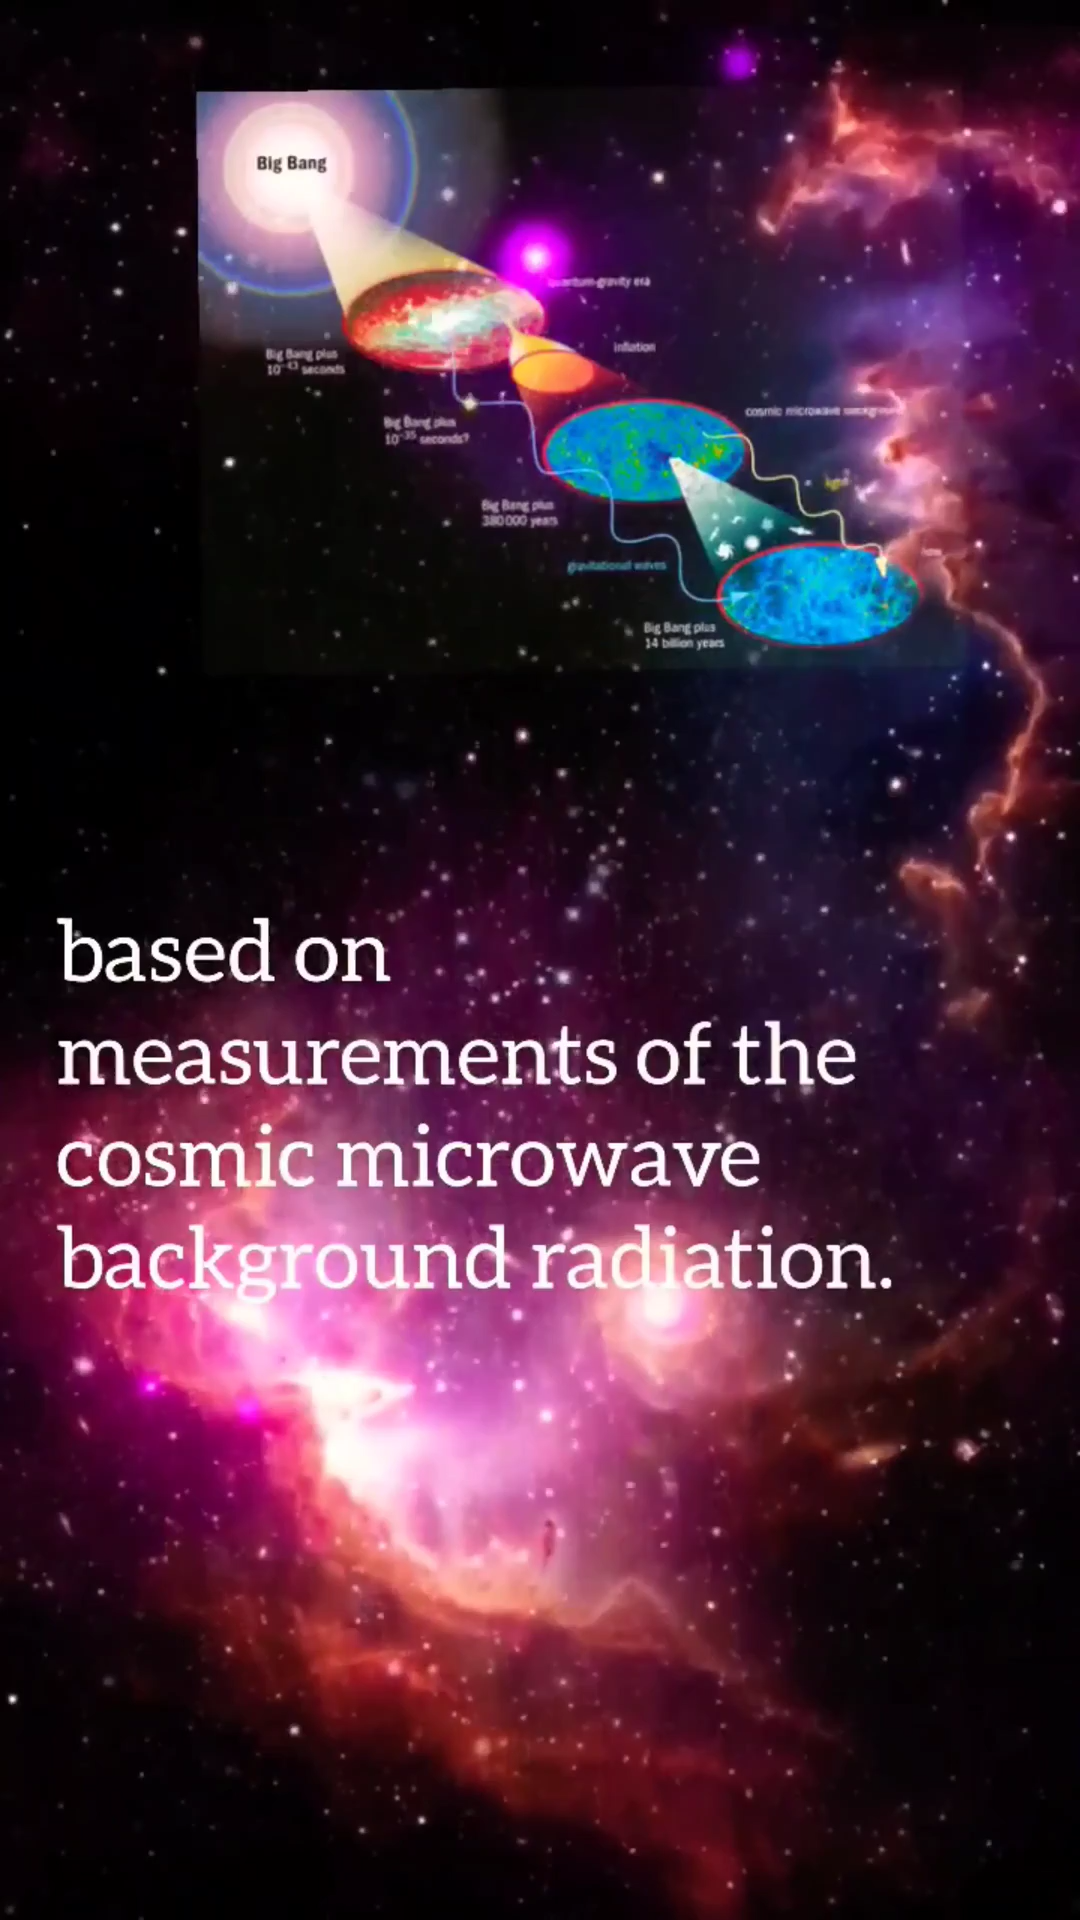 Big Bang
quantum-gravity era
inflation
Big Bang plus
10⁻⁴³ seconds
cosmic microwave background
Big Bang plus
10⁻³⁵ seconds?
light
Big Bang plus
380 000 years
now
gravitational waves
Big Bang plus
14 billion years
based on
measurements of the
cosmic microwave
background radiation.